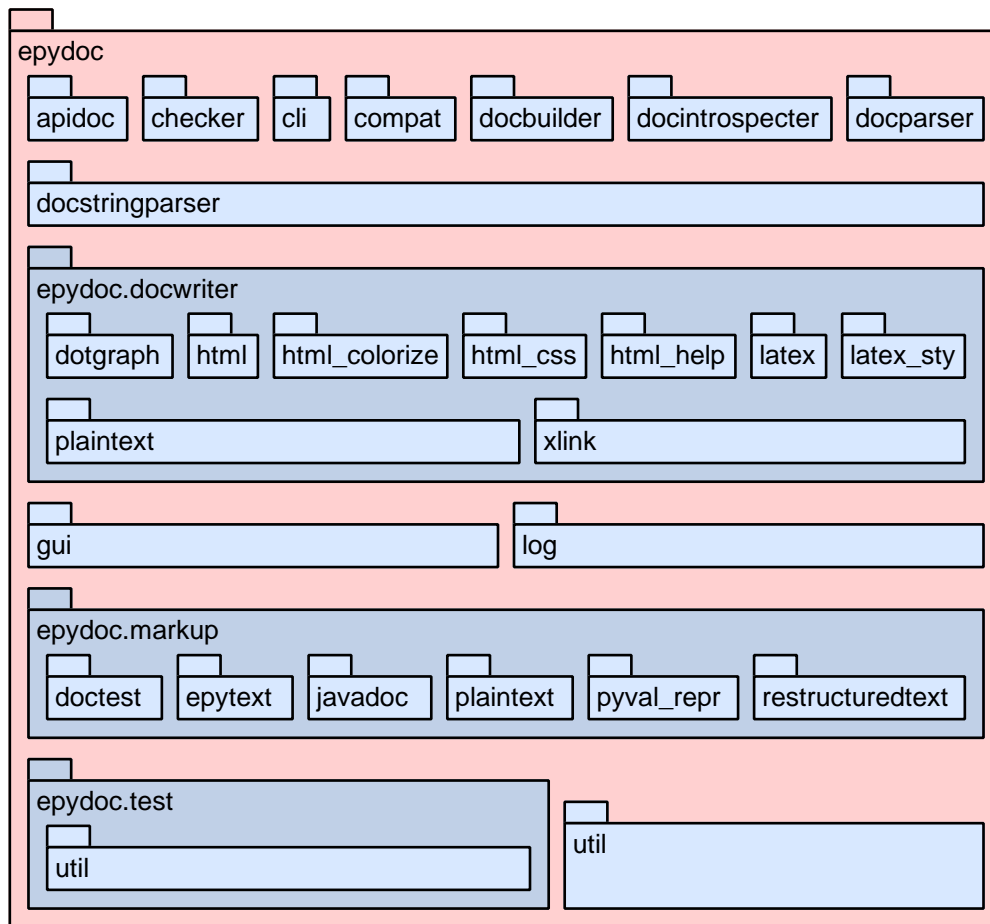 epydoc
apidoc checker cli compat docbuilder docintrospecter docparser
docstringparser
epydoc.docwriter
dotgraph html html_colorize html_css html_help latex latex_sty
plaintext xlink
gui log
epydoc.markup
doctest epytext javadoc plaintext pyval_repr restructuredtext
epydoc.test
util
util